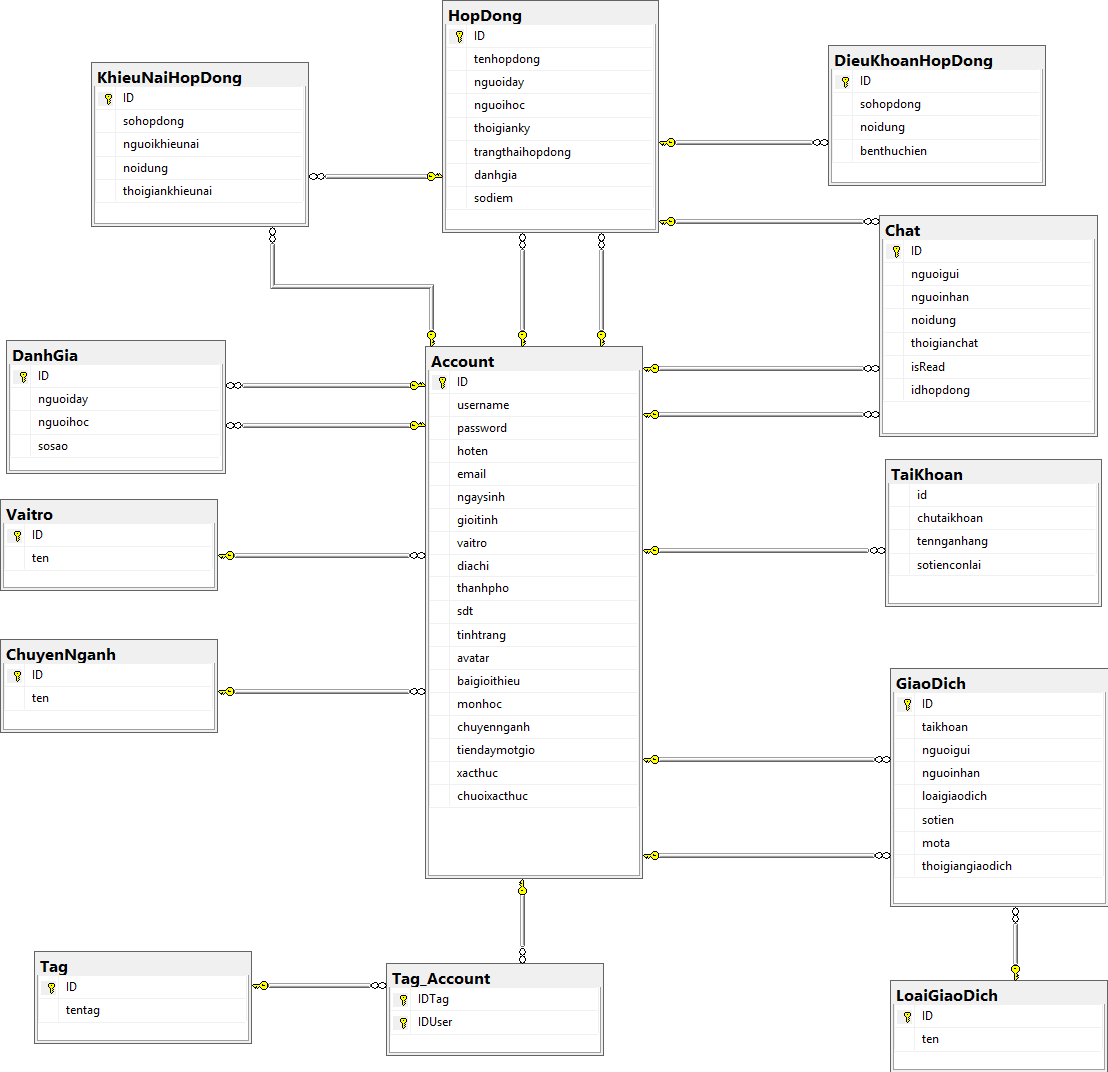 HopDong
ID
tenhopdong
nguoiday
nguoihoc
thoigianky
trangthaihopdong
danhgia
sodiem
KhieuNaiHopDong
ID
sohopdong
nguoikhieunai
noidung
thoigiankhieunai
DieuKhoanHopDong
ID
sohopdong
noidung
benthuchien
Chat
ID
nguoigui
nguoinhan
noidung
thoigianchat
isRead
idhopdong
DanhGia
ID
nguoiday
nguoihoc
sosao
Account
ID
username
password
hoten
email
ngaysinh
gioitinh
vaitro
diachi
thanhpho
sdt
tinhtrang
avatar
baigioithieu
monhoc
chuyennganh
tiendaymotgio
xacthuc
chuoixacthuc
TaiKhoan
id
chutaikhoan
tennganhang
sotienconlai
Vaitro
ID
ten
ChuyenNganh
ID
ten
GiaoDich
ID
taikhoan
nguoigui
nguoinhan
loaigiaodich
sotien
mota
thoigiangiaodich
Tag
ID
tentag
Tag_Account
IDTag
IDUser
LoaiGiaoDich
ID
ten